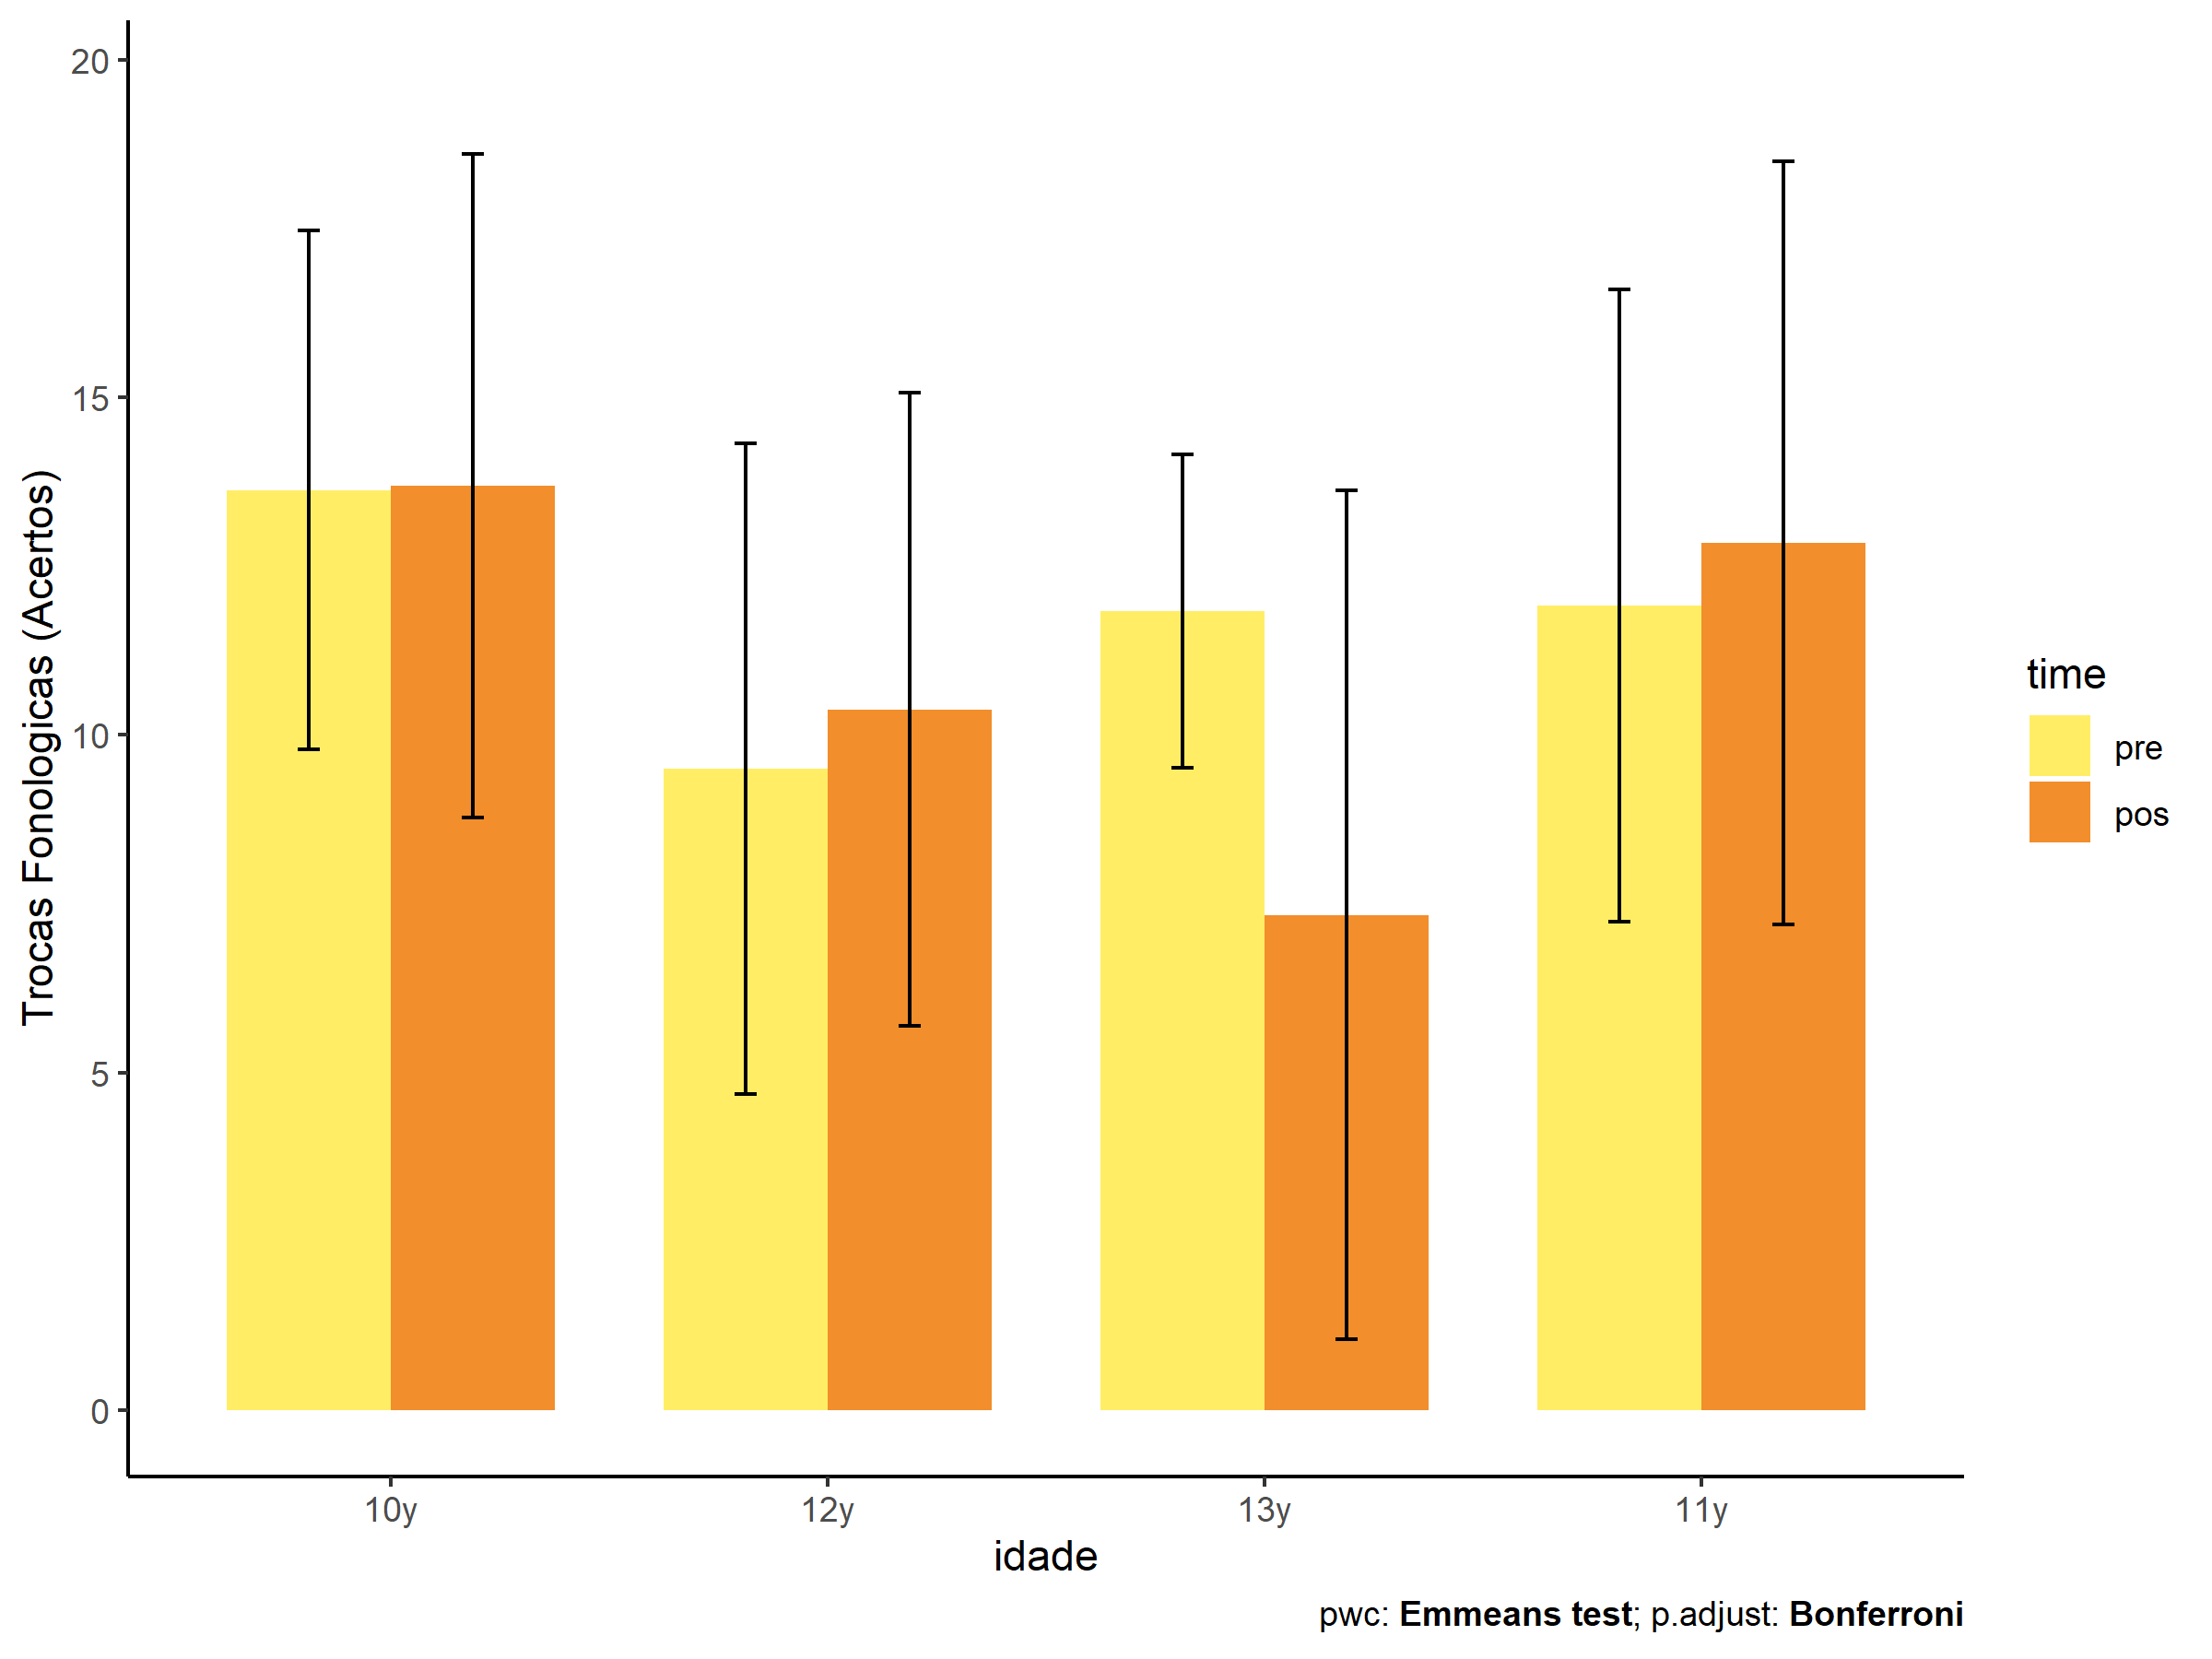 Trocas Fonologicas (Acertos)
20
15
10
5
0
10y
12y
13y
11y
idade
time
pre
pos
pwc: Emmeans test; p.adjust: Bonferroni